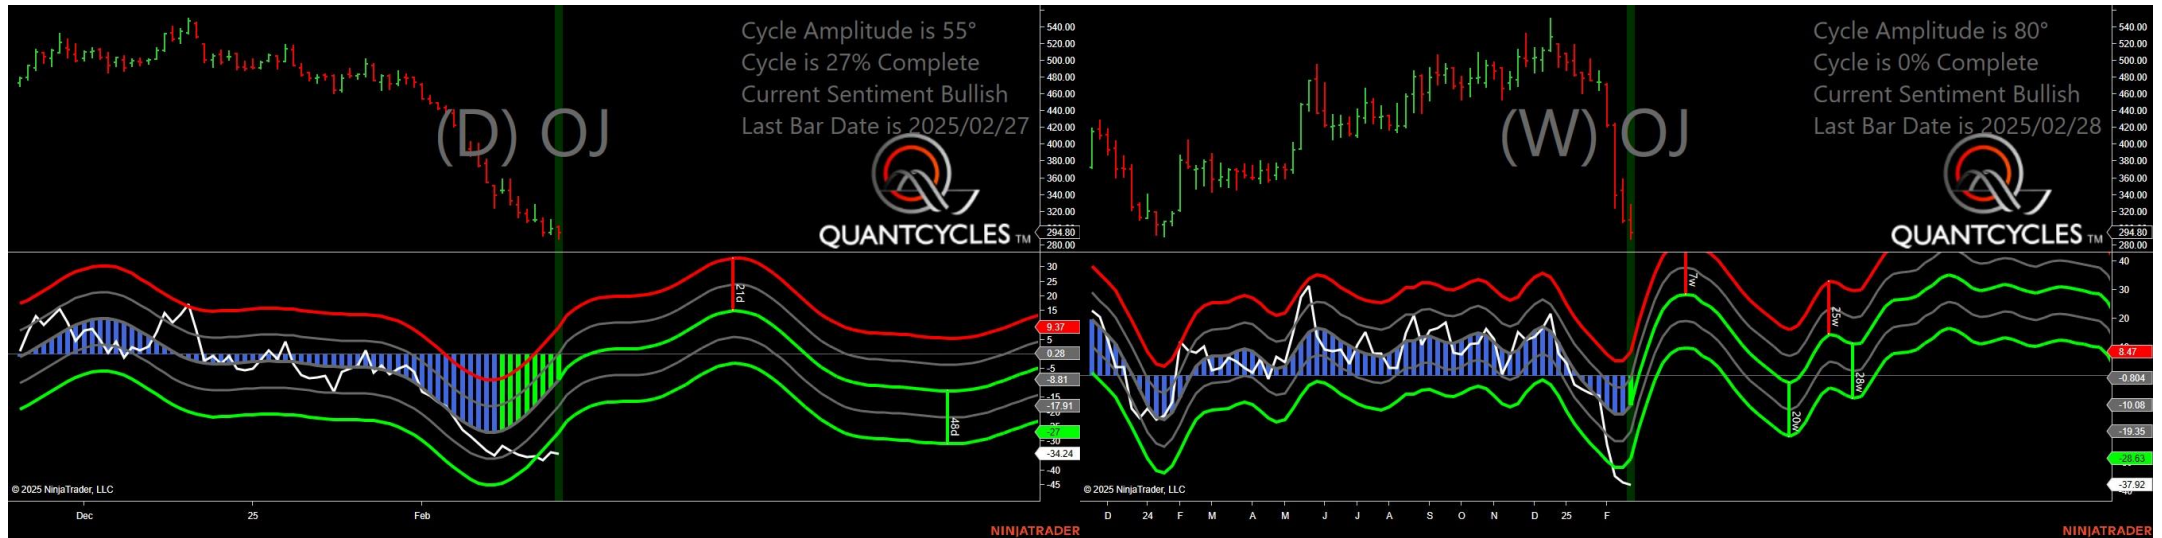 Cycle Amplitude is 55°
Cycle is 27% Complete
Current Sentiment Bullish
Last Bar Date is 2025/02/27
(D) OJ
QUANTCYCLES TM
540.00
520.00
500.00
480.00
460.00
440.00
420.00
400.00
380.00
360.00
340.00
320.00
294.80
280.00
30
25
20
15
9.37
5
0.28
-5
-8.81
-15
-17.91
-27
-30
-34.24
-40
-45
21d
48d
© 2025 NinjaTrader, LLC
Dec
25
Feb
NINJATRADER
Cycle Amplitude is 80°
Cycle is 0% Complete
Current Sentiment Bullish
Last Bar Date is 2025/02/28
(W) OJ
QUANTCYCLES TM
540.00
520.00
500.00
480.00
460.00
440.00
420.00
400.00
380.00
360.00
340.00
320.00
294.80
280.00
40
30
20
8.47
-0.804
-10.08
-19.35
-28.63
-37.92
7w
20w
25w
28w
© 2025 NinjaTrader, LLC
D 24 F M A M J J A S O N D 25 F
NINJATRADER